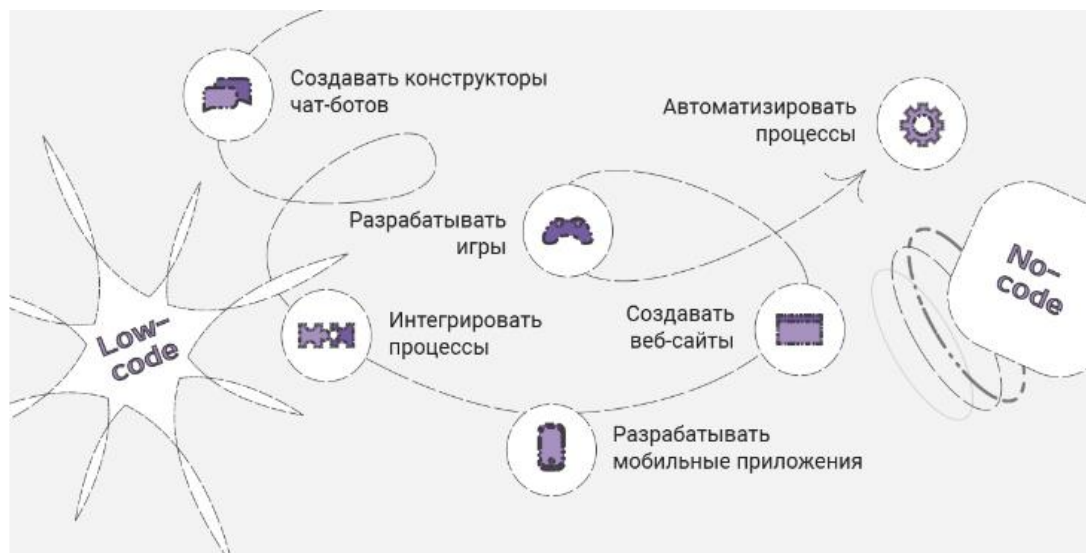 Создавать конструкторы
чат-ботов
Автоматизировать
процессы
Разрабатывать
игры
No–
code
Low–
code
Интегрировать
процессы
Создавать
веб-сайты
Разрабатывать
мобильные приложения